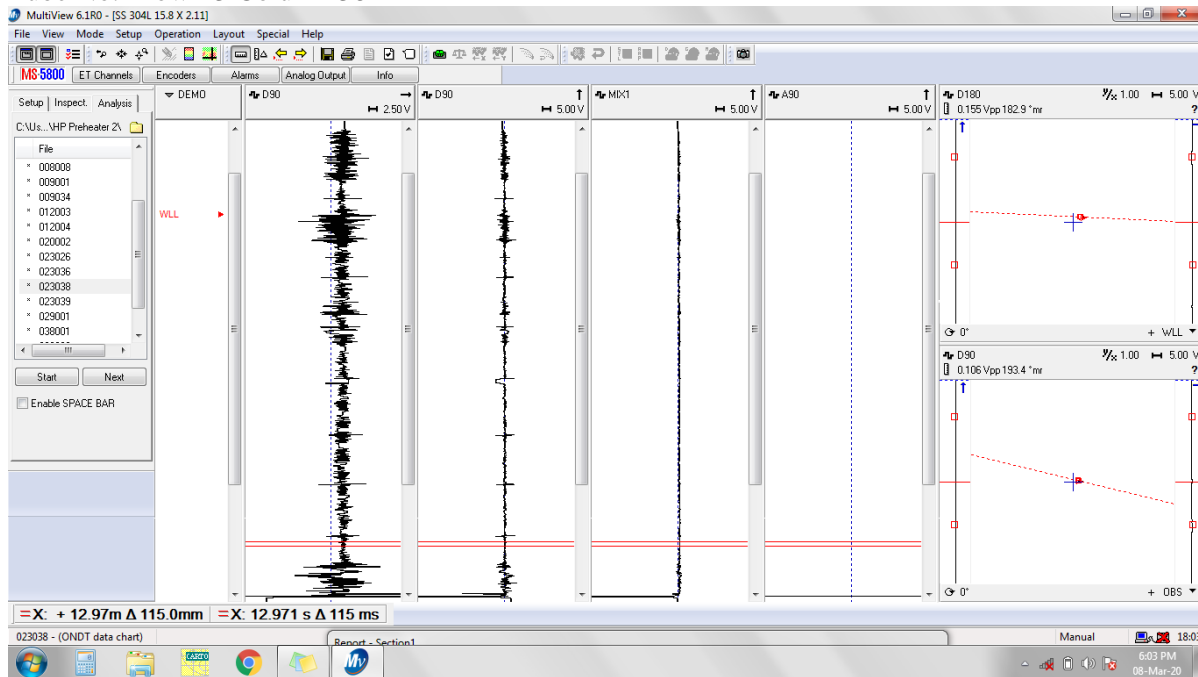 MultiView 6.1R0 - [SS 304L 15.8 X 2.11]
File View Mode Setup Operation Layout Special Help
MS-5800 ET Channels Encoders Alarms Analog Output Info
Setup Inspect. Analysis
C:\Us...\HP Preheater 2\
File
* 008008
* 009001
* 009034
* 012003
* 012004
* 020002
* 023026
* 023036
* 023038
* 023039
* 029001
* 038001
Start Next
Enable SPACE BAR
DEMO
WLL
D90
2.50 V
D90
5.00 V
MIX1
5.00 V
A90
5.00 V
D180 y/x 1.00 5.00 V
0.155 Vpp 182.9 °mr ?
0° + WLL
D90 y/x 1.00 5.00 V
0.106 Vpp 193.4 °mr ?
0° + OBS
X: + 12.97m Δ 115.0mm X: 12.971 s Δ 115 ms
023038 - (ONDT data chart)
Report - Section1
Manual
CARTO
6:03 PM
08-Mar-20